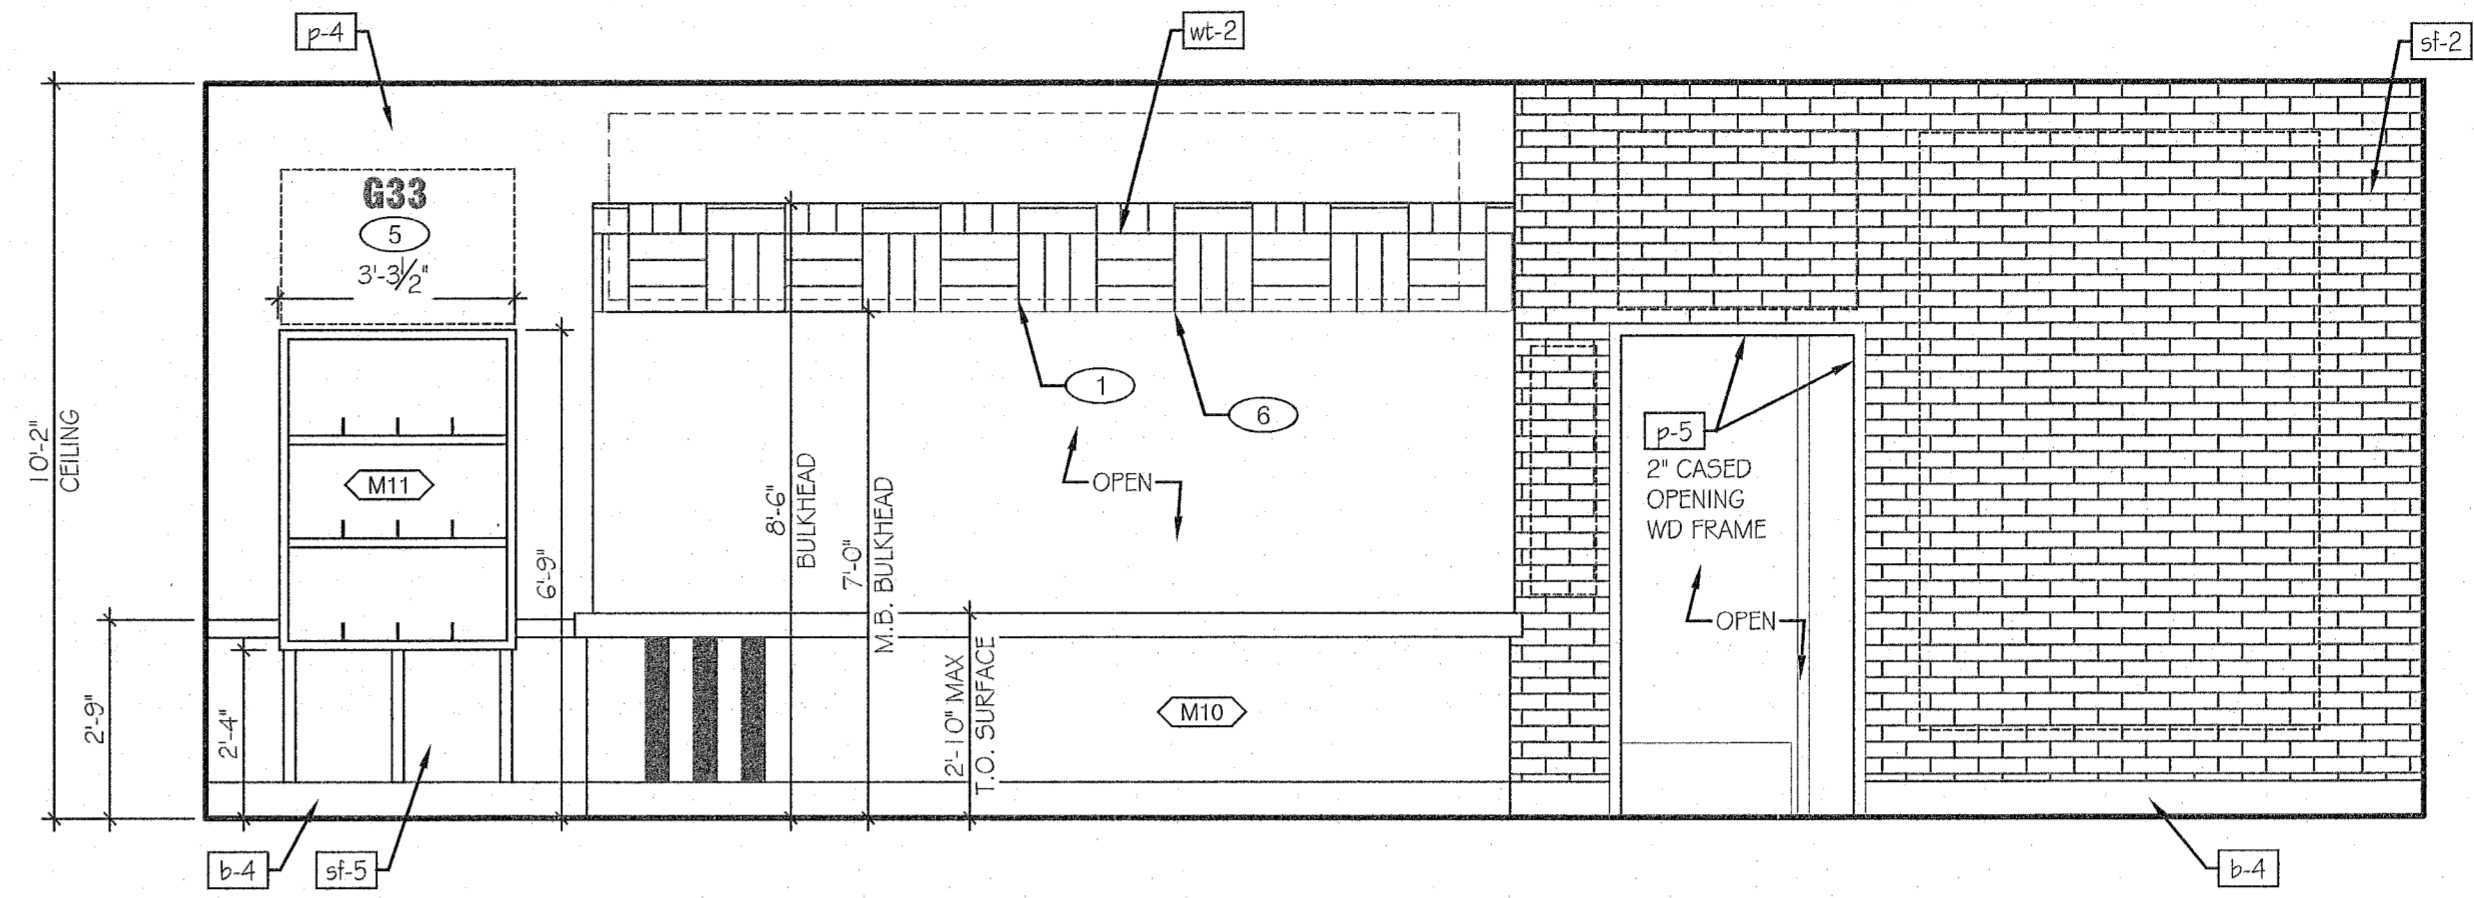 p-4
wt-2
sf-2
G33
5
3'-3 1/2"
10'-2"
CEILING
1
6
p-5
2" CASED
OPENING
WD FRAME
M11
OPEN
8'-6"
BULKHEAD
7'-0"
M.B. BULKHEAD
6'-9"
OPEN
2'-9"
2'-4"
2'-10" MAX
T.O. SURFACE
M10
b-4
sf-5
b-4